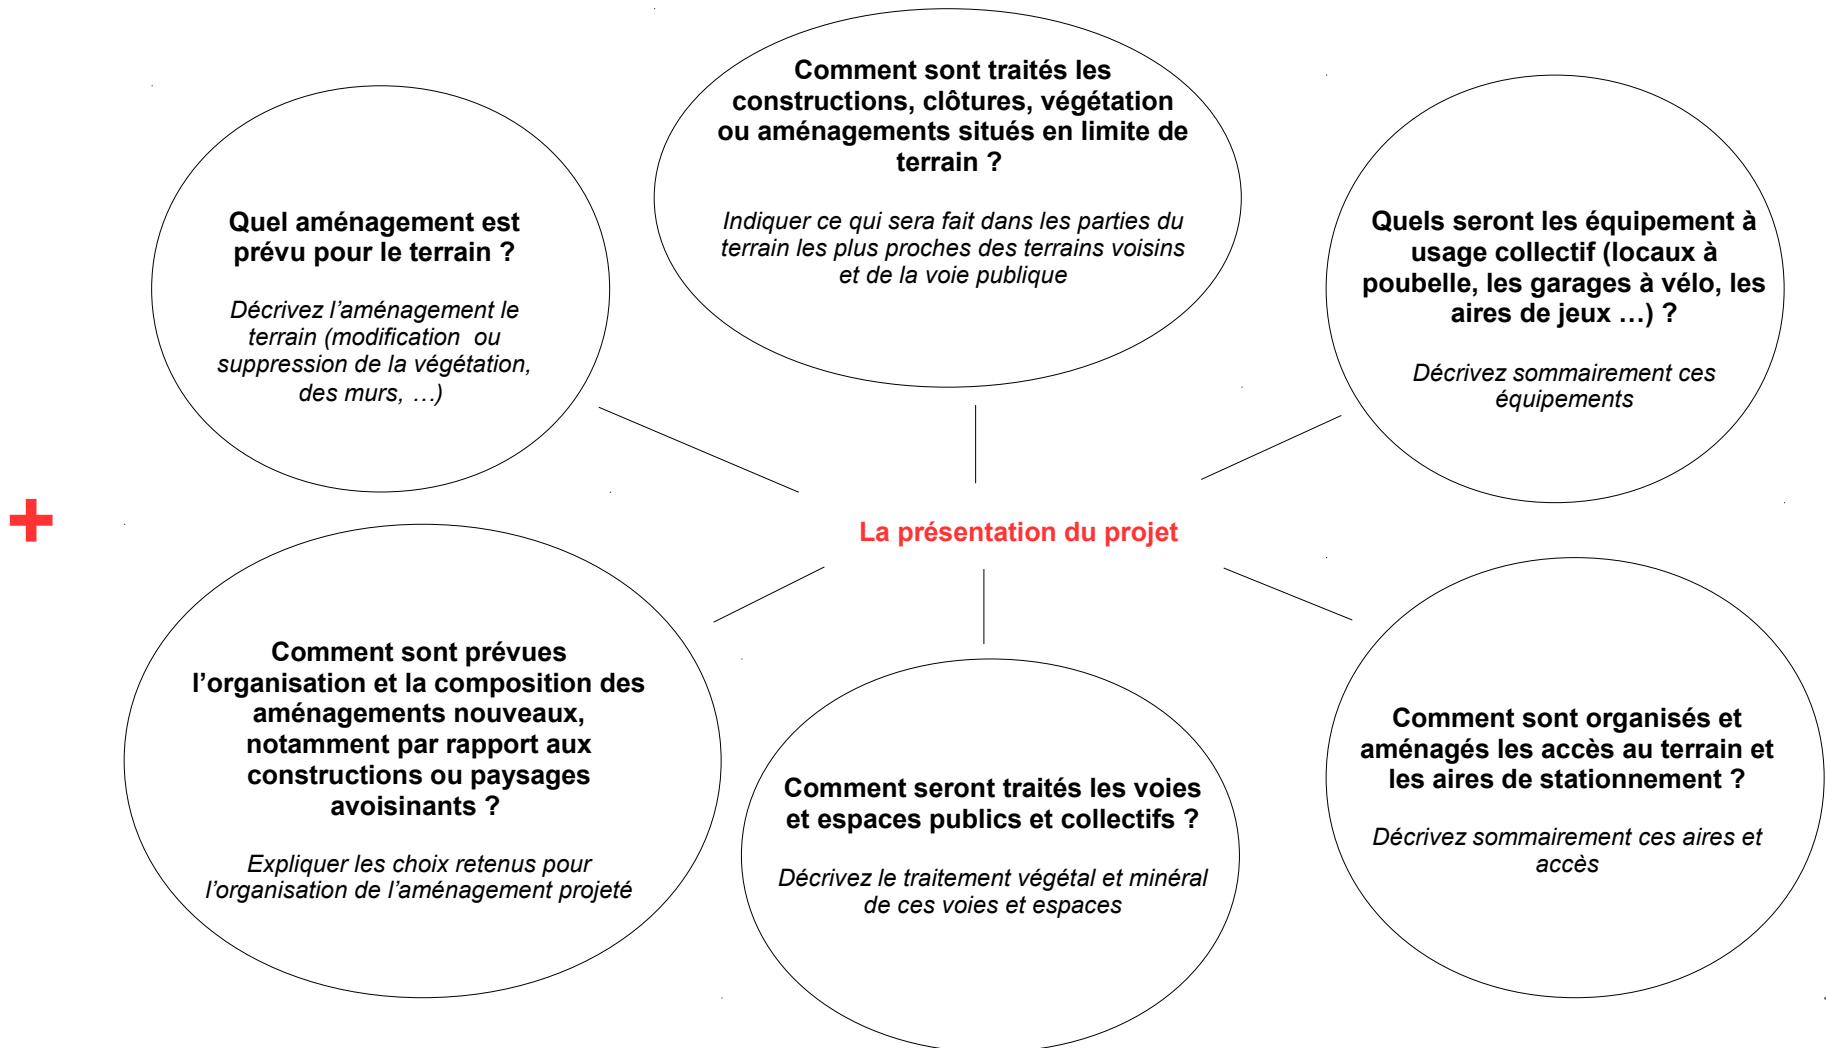 Comment sont traités les
constructions, clôtures, végétation
ou aménagements situés en limite de
terrain ?
Indiquer ce qui sera fait dans les parties du
terrain les plus proches des terrains voisins
et de la voie publique
Quel aménagement est
prévu pour le terrain ?
Décrivez l’aménagement le
terrain (modification ou
suppression de la végétation,
des murs, …)
Quels seront les équipement à
usage collectif (locaux à
poubelle, les garages à vélo, les
aires de jeux …) ?
Décrivez sommairement ces
équipements
+
La présentation du projet
Comment sont prévues
l’organisation et la composition des
aménagements nouveaux,
notamment par rapport aux
constructions ou paysages
avoisinants ?
Expliquer les choix retenus pour
l’organisation de l’aménagement projeté
Comment seront traités les voies
et espaces publics et collectifs ?
Décrivez le traitement végétal et minéral
de ces voies et espaces
Comment sont organisés et
aménagés les accès au terrain et
les aires de stationnement ?
Décrivez sommairement ces aires et
accès